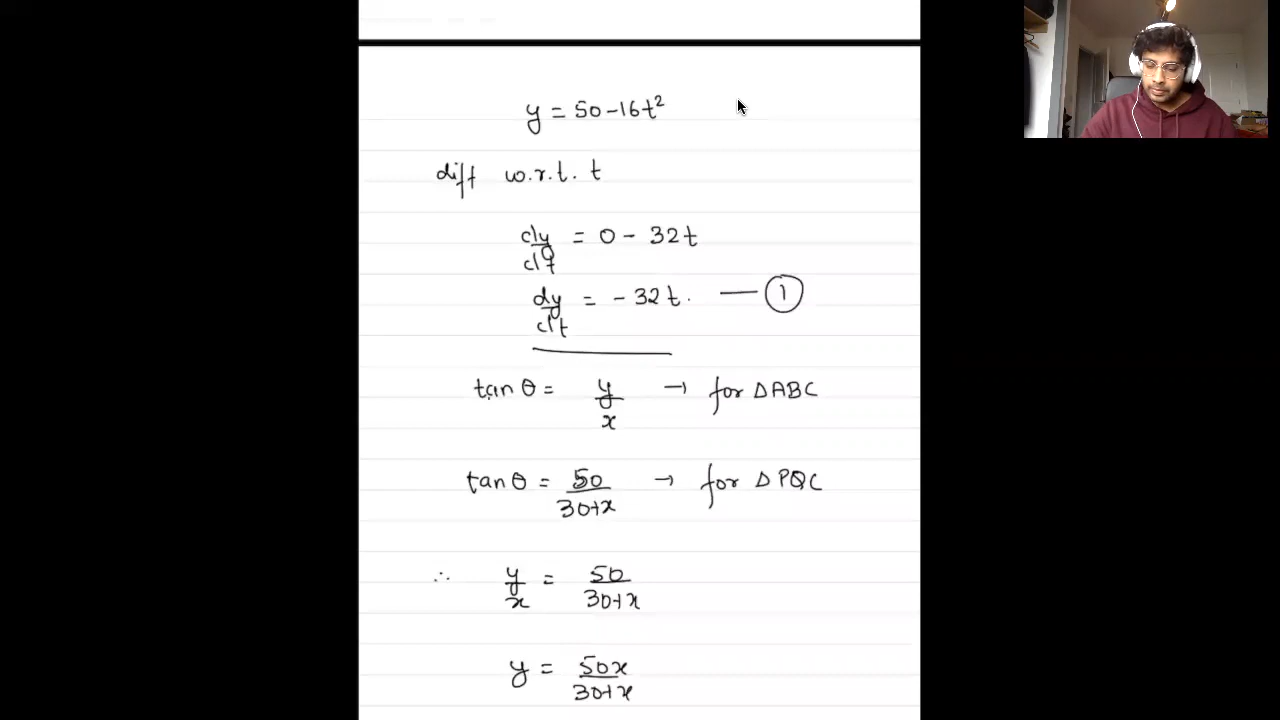 y = 50 - 16t²
diff w.r.t. t
dy/dt = 0 - 32t
dy/dt = - 32t. — ①
tan θ = y/x → for ΔABC
tan θ = 50/30+x → for ΔPQC
∴ y/x = 50/30+x
y = 50x/30+x